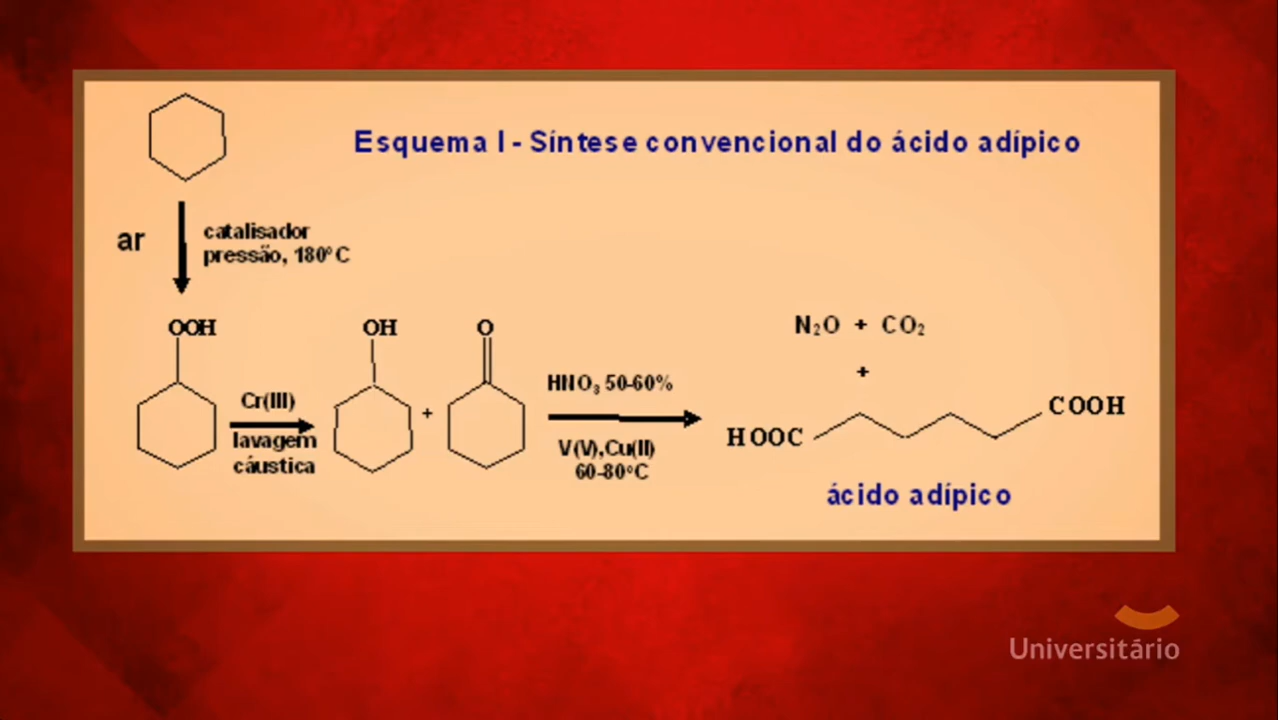 Esquema I - Síntese convencional do ácido adípico
ar
catalisador
pressão, 180ºC
OOH
Cr(III)
lavagem
cáustica
OH
+
O
HNO₃ 50-60%
V(V),Cu(II)
60-80ºC
N₂O + CO₂
+
HOOC
COOH
ácido adípico
Universitário